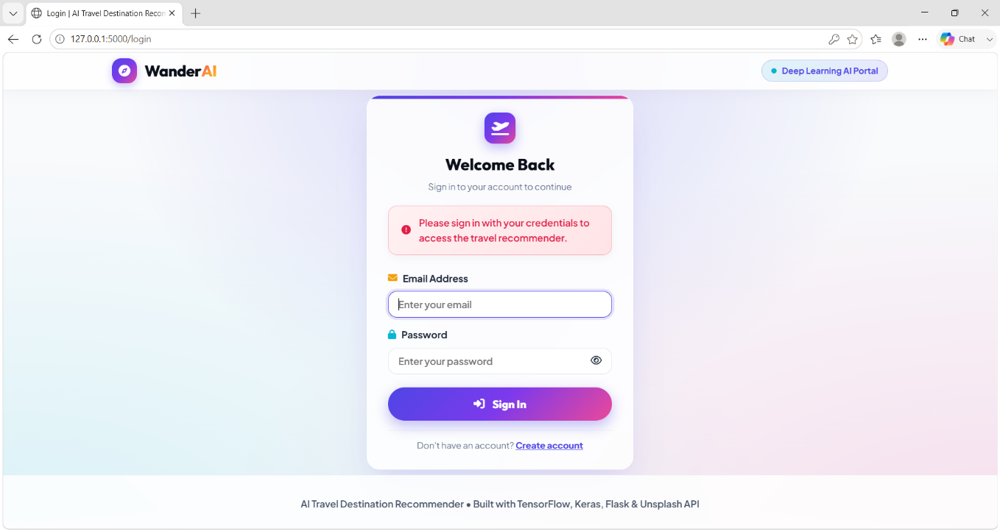 Login | AI Travel Destination Recon
127.0.0.1:5000/login
Chat
WanderAI
Deep Learning AI Portal
Welcome Back
Sign in to your account to continue
Please sign in with your credentials to
access the travel recommender.
Email Address
Enter your email
Password
Enter your password
Sign In
Don't have an account? Create account
AI Travel Destination Recommender • Built with TensorFlow, Keras, Flask & Unsplash API